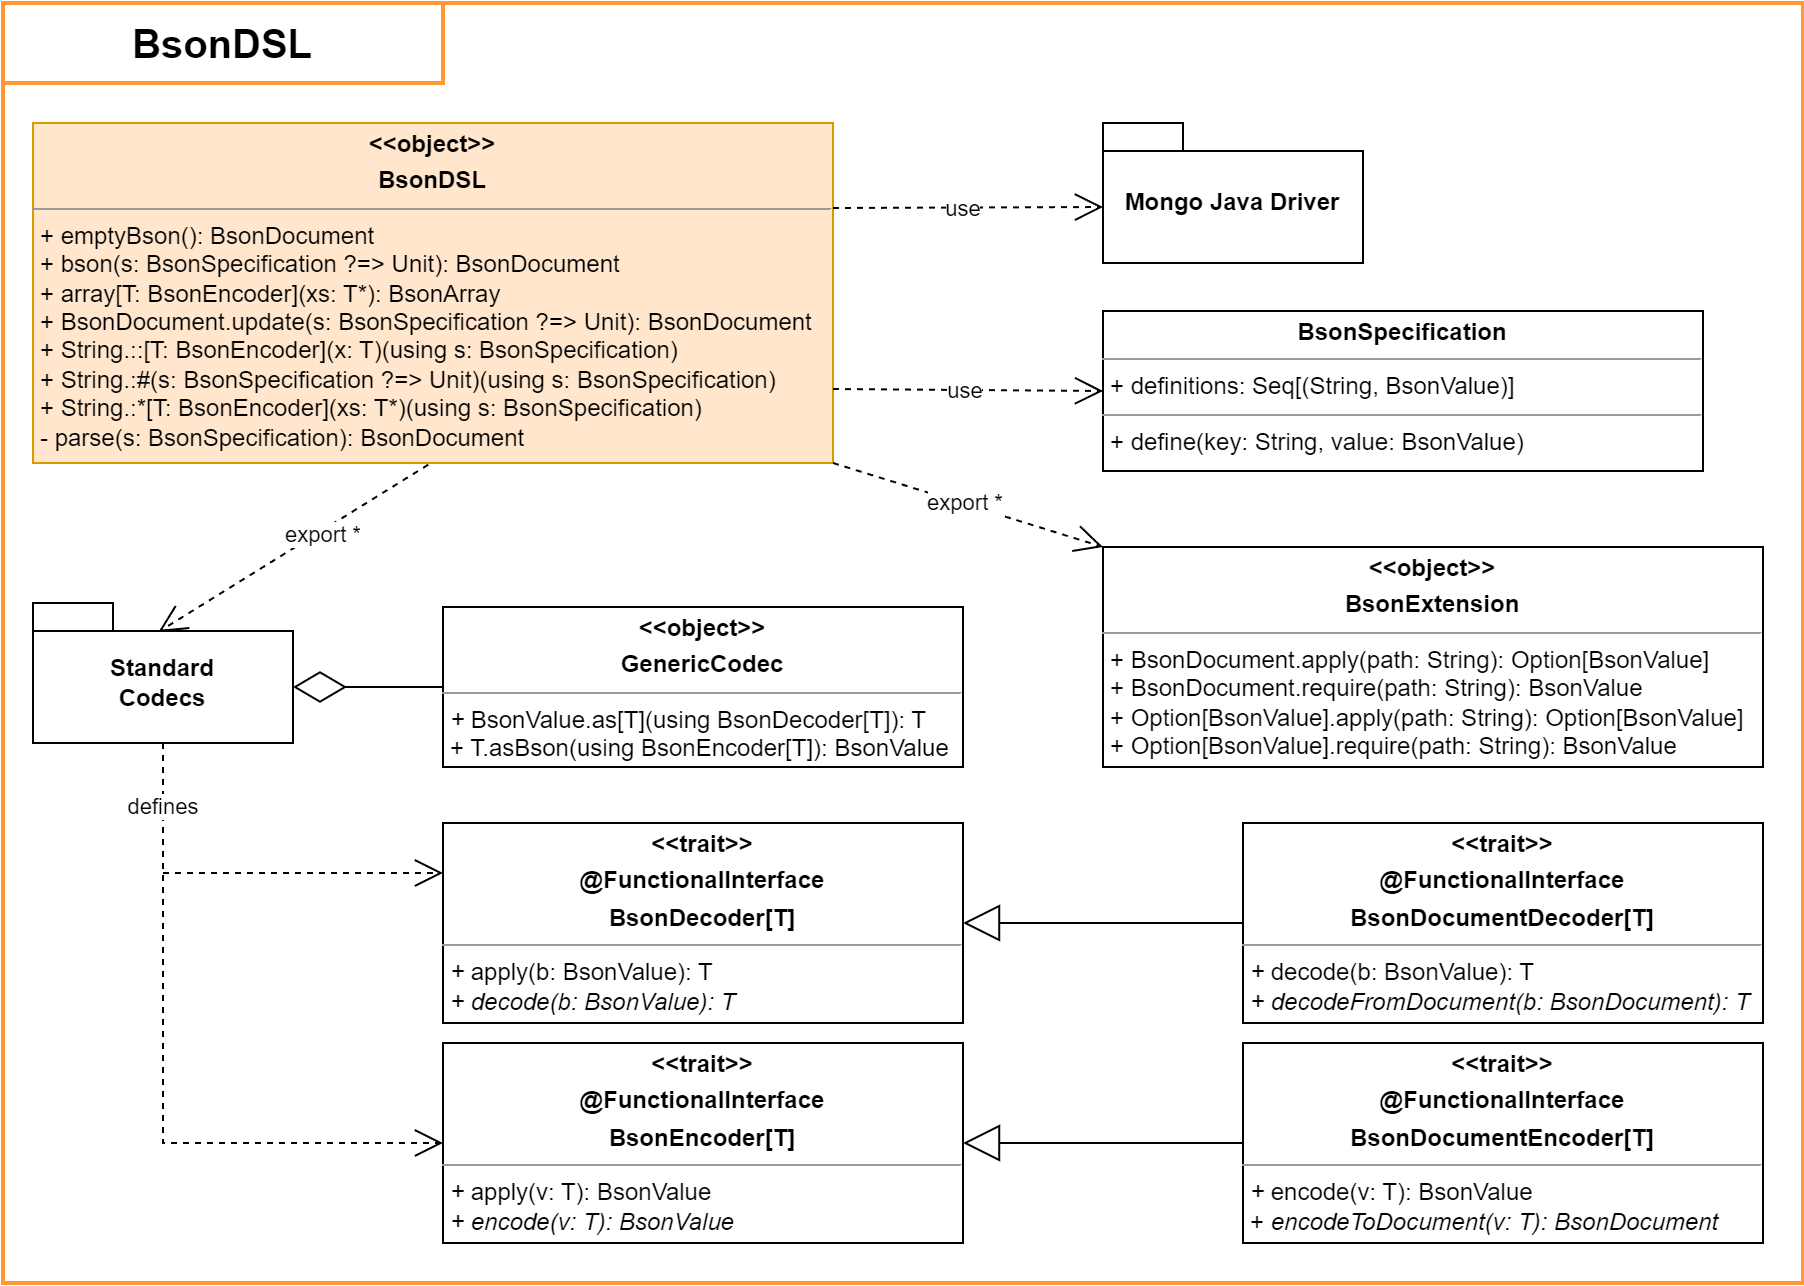 BsonDSL
<<object>>
BsonDSL
+ emptyBson(): BsonDocument
+ bson(s: BsonSpecification ?=> Unit): BsonDocument
+ array[T: BsonEncoder](xs: T*): BsonArray
+ BsonDocument.update(s: BsonSpecification ?=> Unit): BsonDocument
+ String.::[T: BsonEncoder](x: T)(using s: BsonSpecification)
+ String.:#(s: BsonSpecification ?=> Unit)(using s: BsonSpecification)
+ String.:*[T: BsonEncoder](xs: T*)(using s: BsonSpecification)
- parse(s: BsonSpecification): BsonDocument
use
Mongo Java Driver
use
BsonSpecification
+ definitions: Seq[(String, BsonValue)]
+ define(key: String, value: BsonValue)
export *
export *
<<object>>
BsonExtension
+ BsonDocument.apply(path: String): Option[BsonValue]
+ BsonDocument.require(path: String): BsonValue
+ Option[BsonValue].apply(path: String): Option[BsonValue]
+ Option[BsonValue].require(path: String): BsonValue
Standard
Codecs
<<object>>
GenericCodec
+ BsonValue.as[T](using BsonDecoder[T]): T
+ T.asBson(using BsonEncoder[T]): BsonValue
defines
<<trait>>
@FunctionalInterface
BsonDecoder[T]
+ apply(b: BsonValue): T
+ decode(b: BsonValue): T
<<trait>>
@FunctionalInterface
BsonDocumentDecoder[T]
+ decode(b: BsonValue): T
+ decodeFromDocument(b: BsonDocument): T
<<trait>>
@FunctionalInterface
BsonEncoder[T]
+ apply(v: T): BsonValue
+ encode(v: T): BsonValue
<<trait>>
@FunctionalInterface
BsonDocumentEncoder[T]
+ encode(v: T): BsonValue
+ encodeToDocument(v: T): BsonDocument